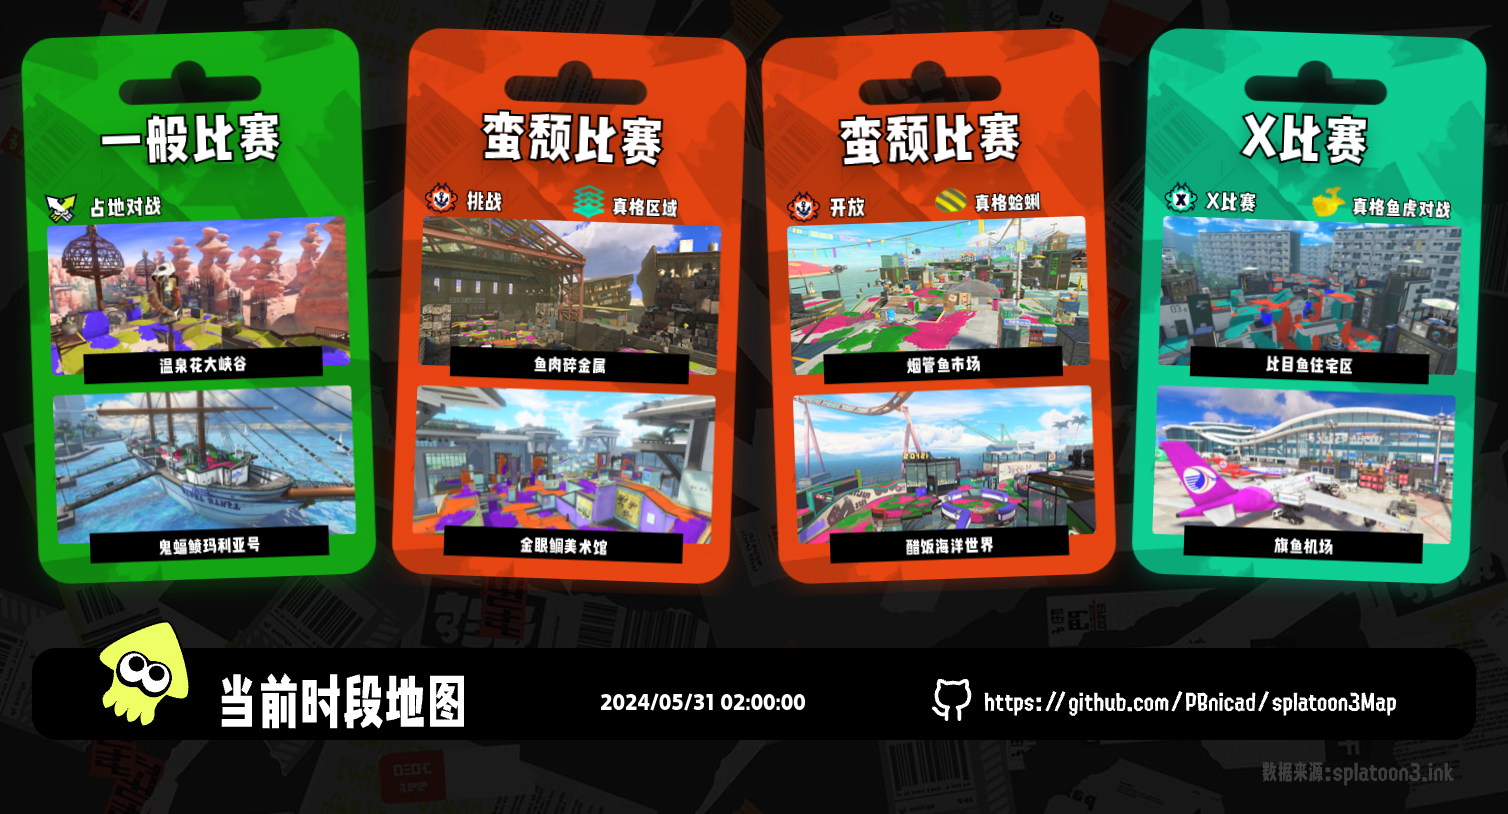 一般比赛
占地对战
温泉花大峡谷
鬼蝠鲼玛利亚号
蛮颓比赛
挑战
真格区域
鱼肉碎金属
金眼鲷美术馆
蛮颓比赛
开放
真格蛤蜊
烟管鱼市场
醋饭海洋世界
X比赛
X比赛
真格鱼虎对战
比目鱼住宅区
旗鱼机场
当前时段地图
2024/05/31 02:00:00
https://github.com/PBnicad/splatoon3Map
数据来源:splatoon3.ink